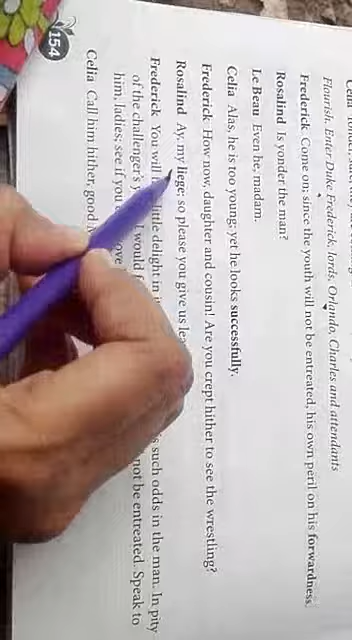 Flourish. Enter Duke Frederick, lords, Orlando, Charles and attendants
Frederick Come on; since the youth will not be entreated, his own peril on his forwardness.
Rosalind Is yonder the man?
Le Beau Even he, madam.
Celia Alas, he is too young; yet he looks successfully.
Frederick How now, daughter and cousin! Are you crept hither to see the wrestling?
Rosalind Ay, my liege; so please you give us
Frederick You will little delight in such odds in the man. In pity
of the challenger's would not be entreated. Speak to
him, ladies; see if you
Celia Call him hither, good
154